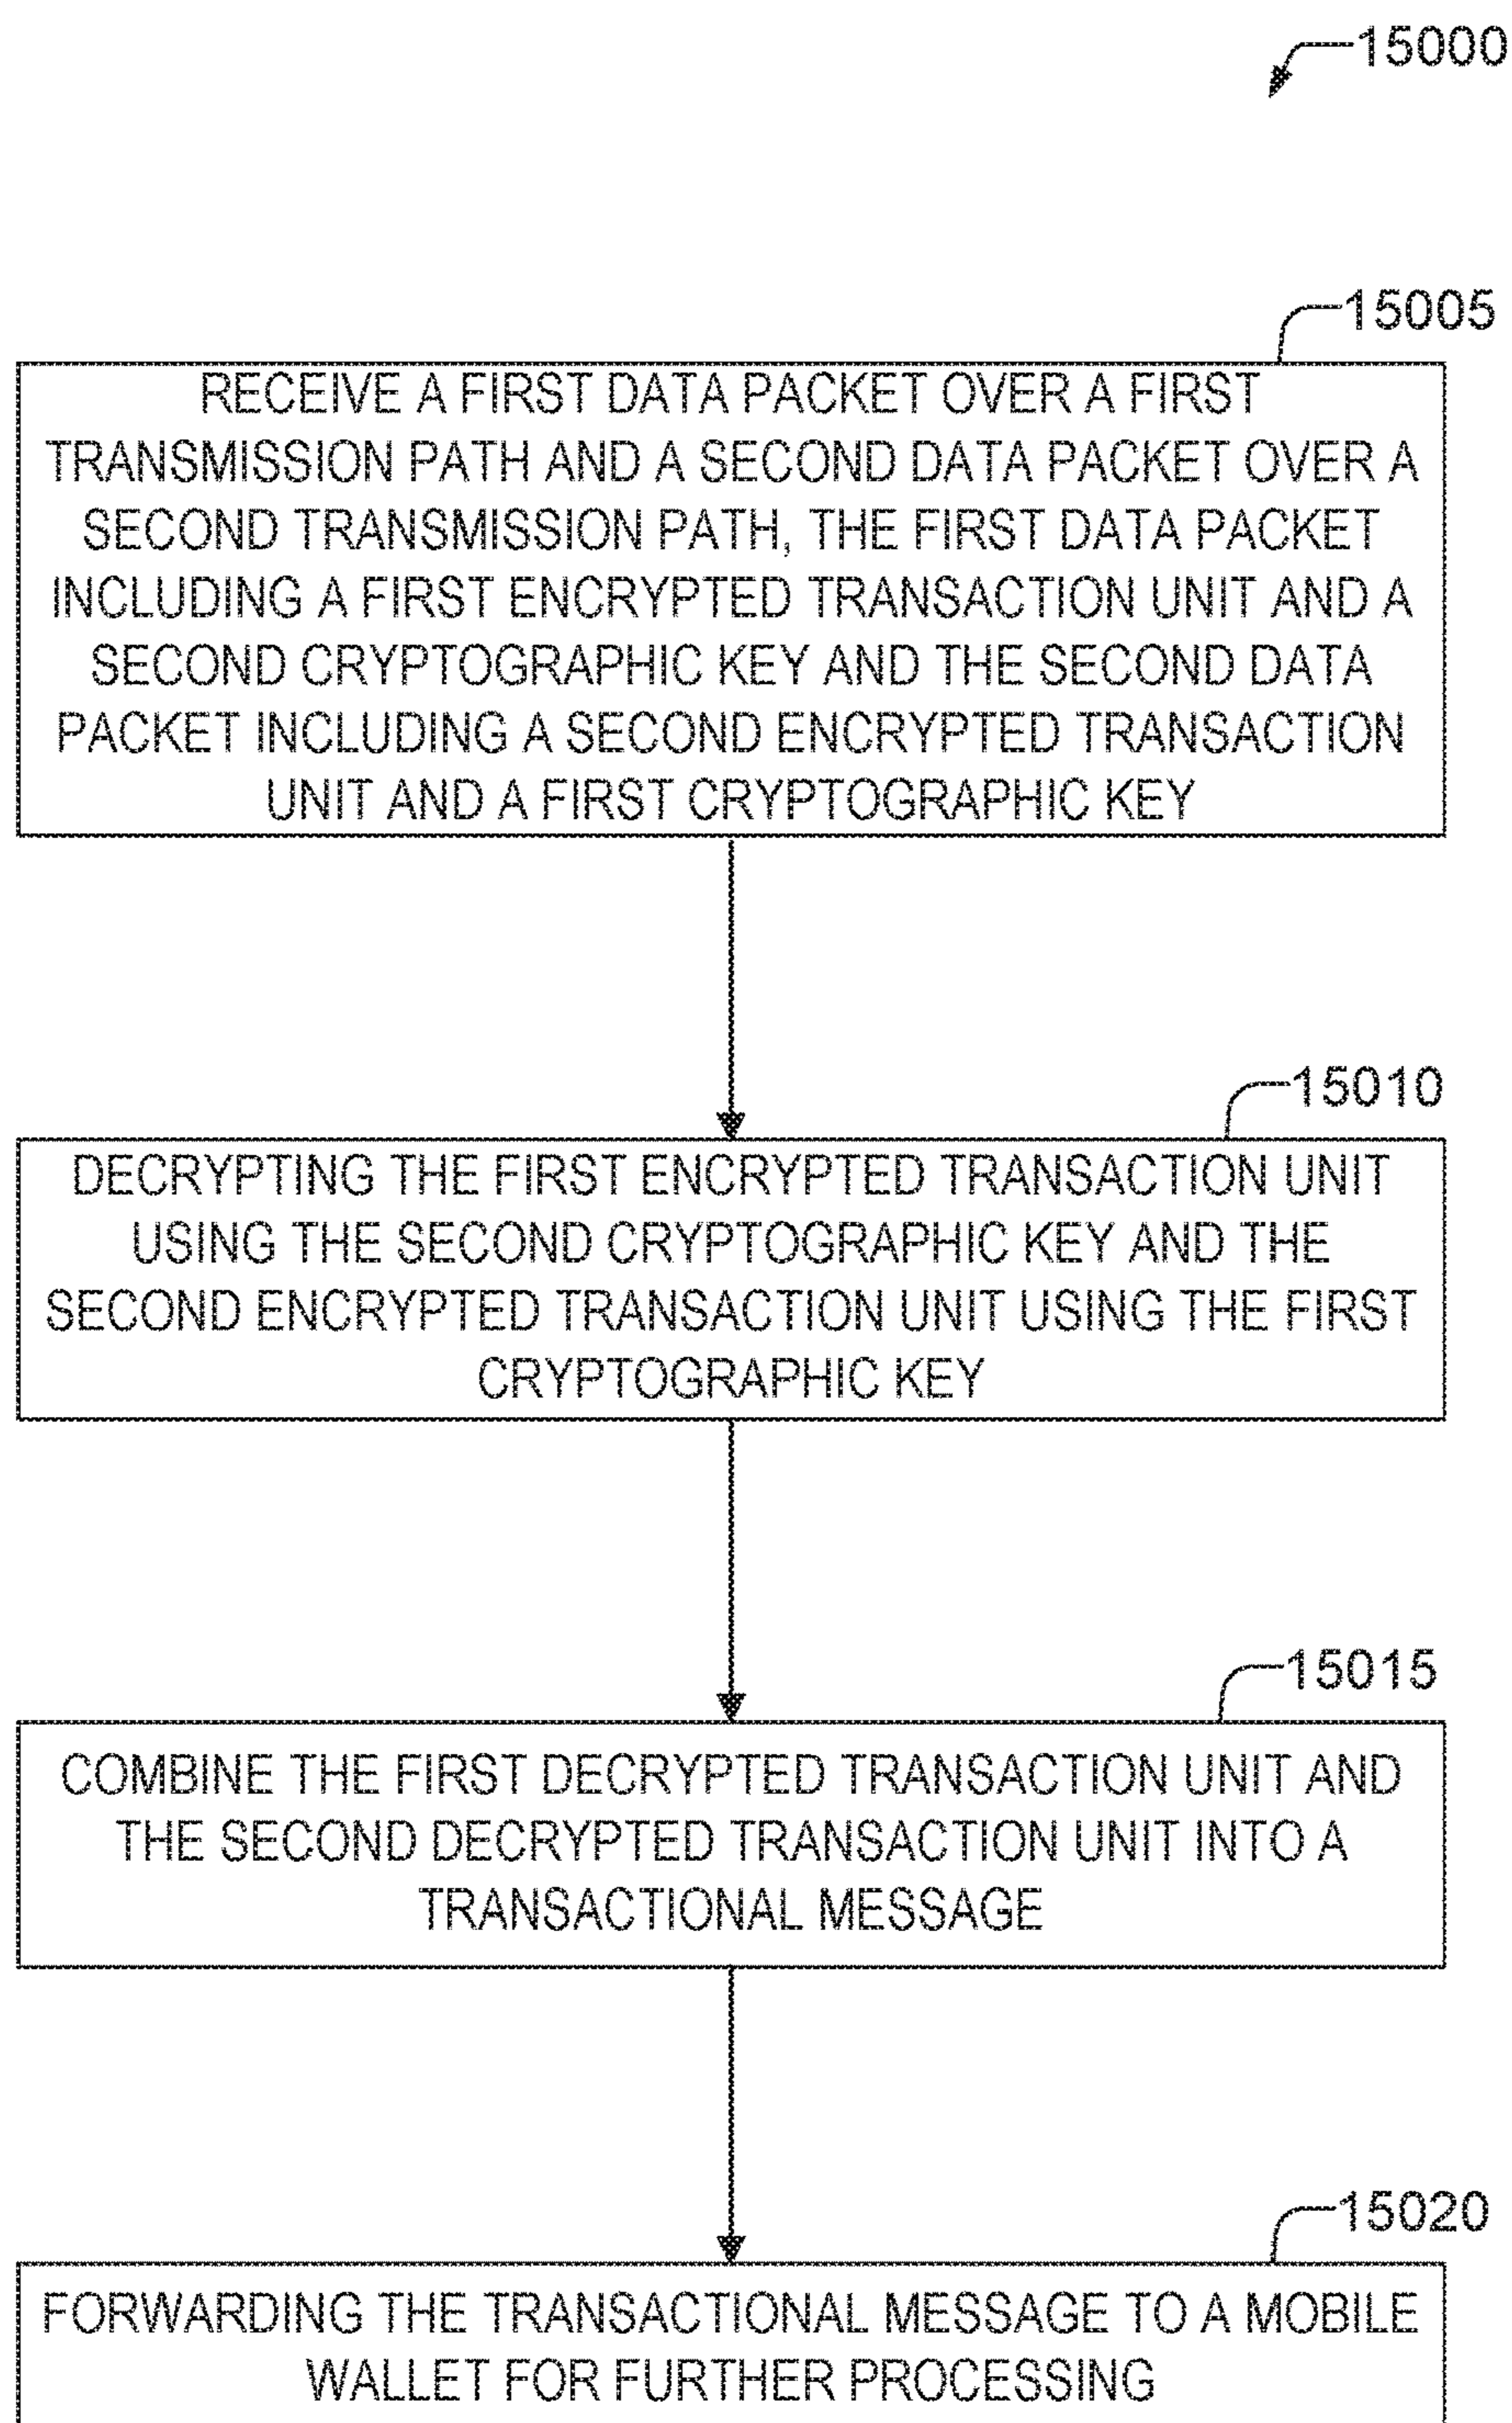 15000
15005
RECEIVE A FIRST DATA PACKET OVER A FIRST
TRANSMISSION PATH AND A SECOND DATA PACKET OVER A
SECOND TRANSMISSION PATH, THE FIRST DATA PACKET
INCLUDING A FIRST ENCRYPTED TRANSACTION UNIT AND A
SECOND CRYPTOGRAPHIC KEY AND THE SECOND DATA
PACKET INCLUDING A SECOND ENCRYPTED TRANSACTION
UNIT AND A FIRST CRYPTOGRAPHIC KEY
15010
DECRYPTING THE FIRST ENCRYPTED TRANSACTION UNIT
USING THE SECOND CRYPTOGRAPHIC KEY AND THE
SECOND ENCRYPTED TRANSACTION UNIT USING THE FIRST
CRYPTOGRAPHIC KEY
15015
COMBINE THE FIRST DECRYPTED TRANSACTION UNIT AND
THE SECOND DECRYPTED TRANSACTION UNIT INTO A
TRANSACTIONAL MESSAGE
15020
FORWARDING THE TRANSACTIONAL MESSAGE TO A MOBILE
WALLET FOR FURTHER PROCESSING